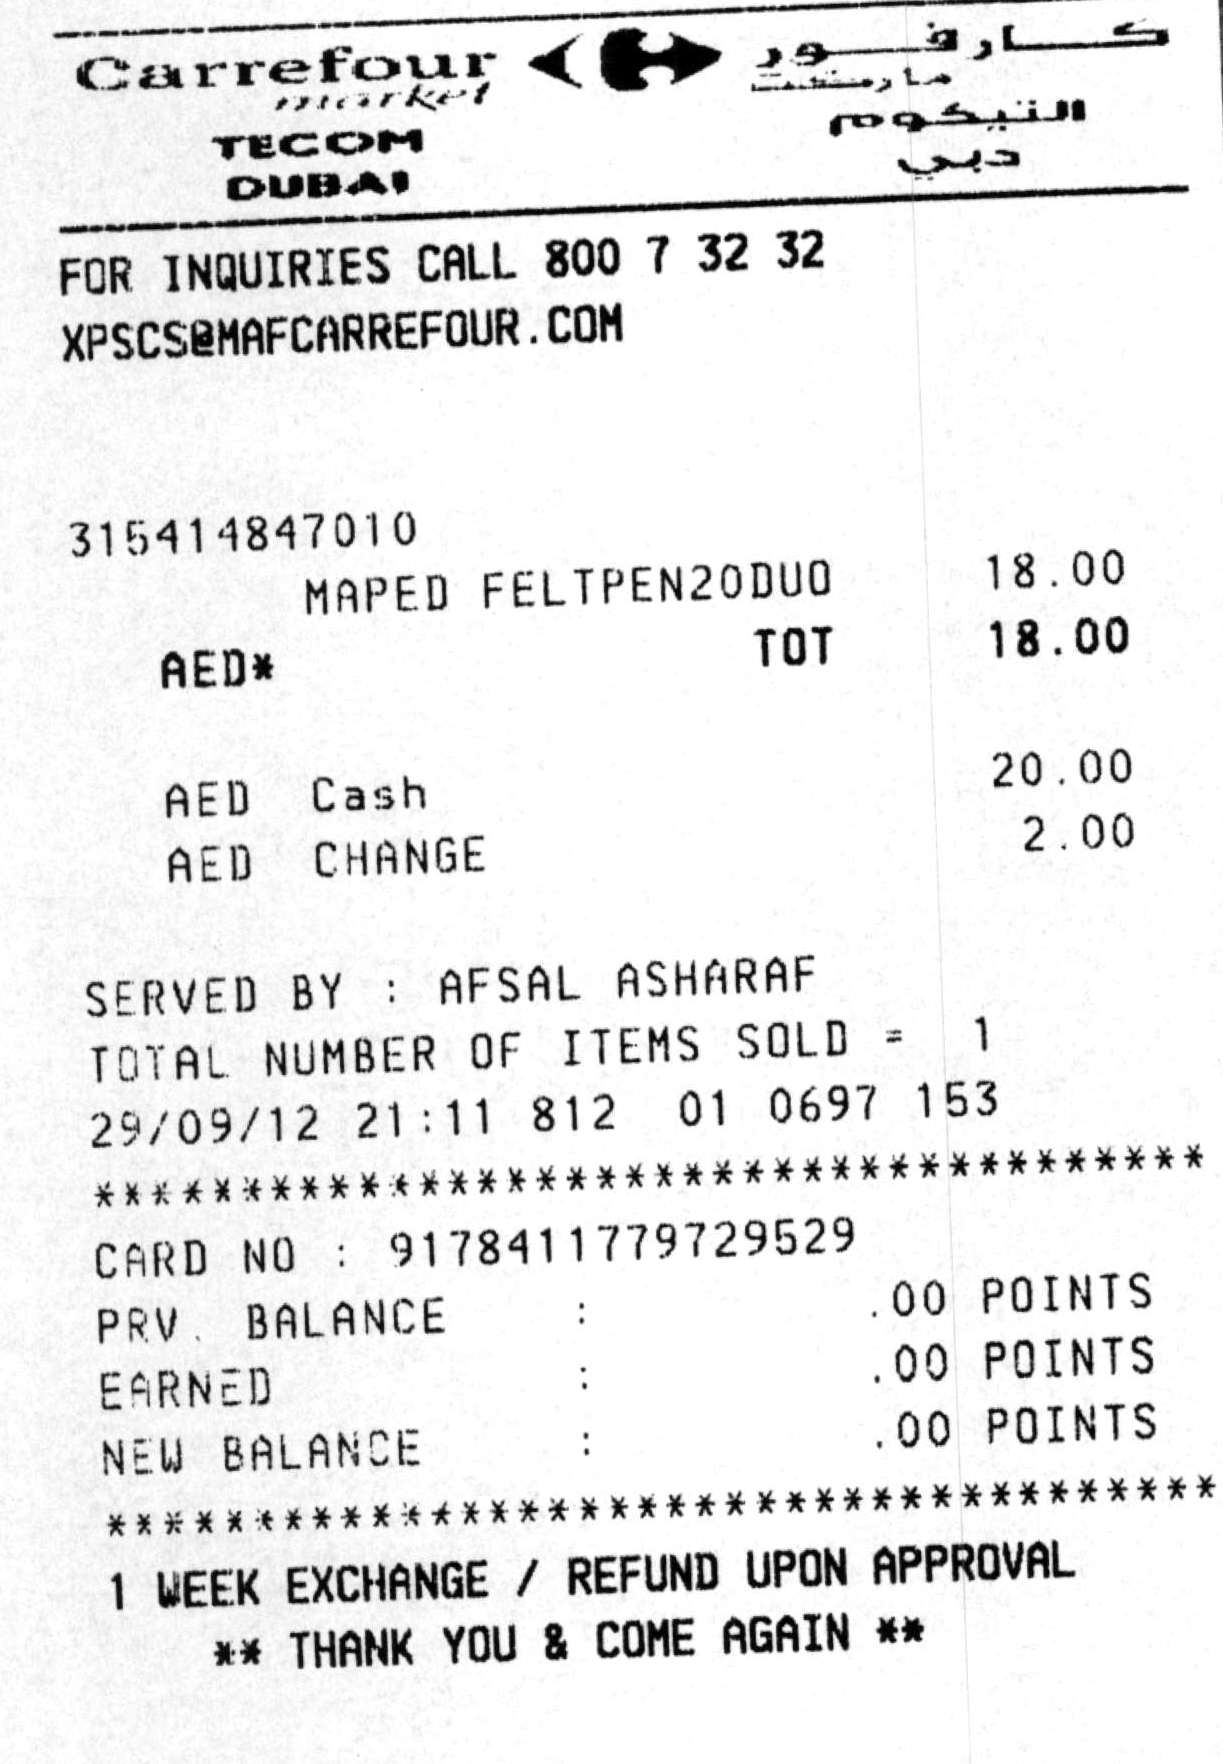 Carrefour كارفور
market ماركت
TECOM التيكوم
DUBAI دبي
FOR INQUIRIES CALL 800 7 32 32
XPSCS@MAFCARREFOUR.COM
315414847010
MAPED FELTPEN20DUO 18.00
AED* TOT 18.00
AED Cash 20.00
AED CHANGE 2.00
SERVED BY : AFSAL ASHARAF
TOTAL NUMBER OF ITEMS SOLD = 1
29/09/12 21:11 812 01 0697 153
**************************************
CARD NO : 9178411779729529
PRV. BALANCE : .00 POINTS
EARNED : .00 POINTS
NEW BALANCE : .00 POINTS
**************************************
1 WEEK EXCHANGE / REFUND UPON APPROVAL
** THANK YOU & COME AGAIN **